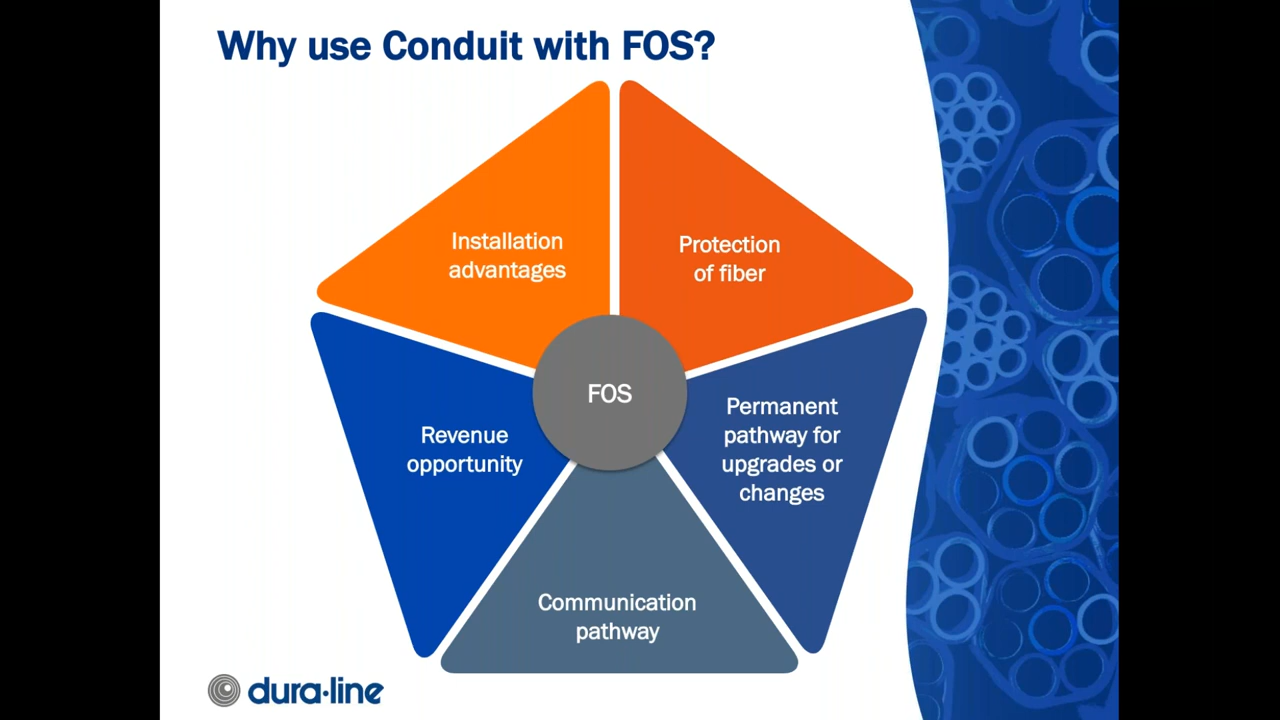 Why use Conduit with FOS?
Installation
advantages
Protection
of fiber
FOS
Revenue
opportunity
Permanent
pathway for
upgrades or
changes
Communication
pathway
dura·line